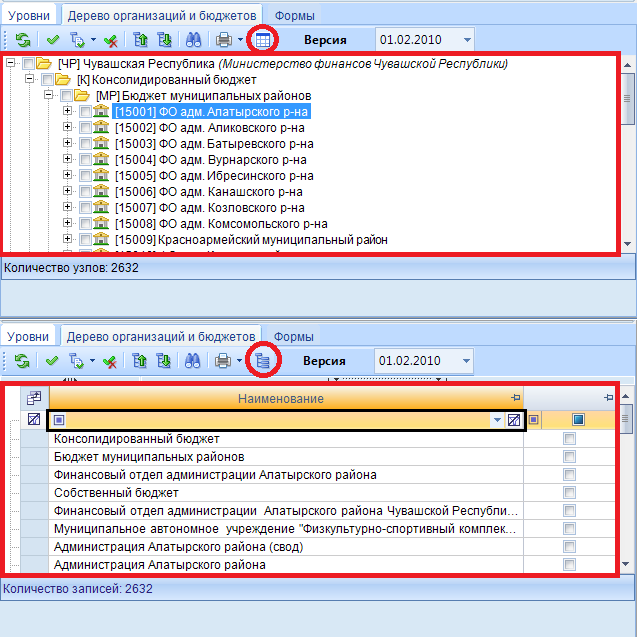 Уровни Дерево организаций и бюджетов Формы
Версия 01.02.2010
[ЧР] Чувашская Республика (Министерство финансов Чувашской Республики)
[К] Консолидированный бюджет
[МР] Бюджет муниципальных районов
[15001] ФО адм. Алатырского р-на
[15002] ФО адм. Аликовского р-на
[15003] ФО адм. Батыревского р-на
[15004] ФО адм. Вурнарского р-на
[15005] ФО адм. Ибресинского р-на
[15006] ФО адм. Канашского р-на
[15007] ФО адм. Козловского р-на
[15008] ФО адм. Комсомольского р-на
[15009] Красноармейский муниципальный район
Количество узлов: 2632
Уровни Дерево организаций и бюджетов Формы
Версия 01.02.2010
Наименование
Консолидированный бюджет
Бюджет муниципальных районов
Финансовый отдел администрации Алатырского района
Собственный бюджет
Финансовый отдел администрации Алатырского района Чувашской Республи...
Муниципальное автономное учреждение "Физкультурно-спортивный комплек...
Администрация Алатырского района (свод)
Администрация Алатырского района
Количество записей: 2632